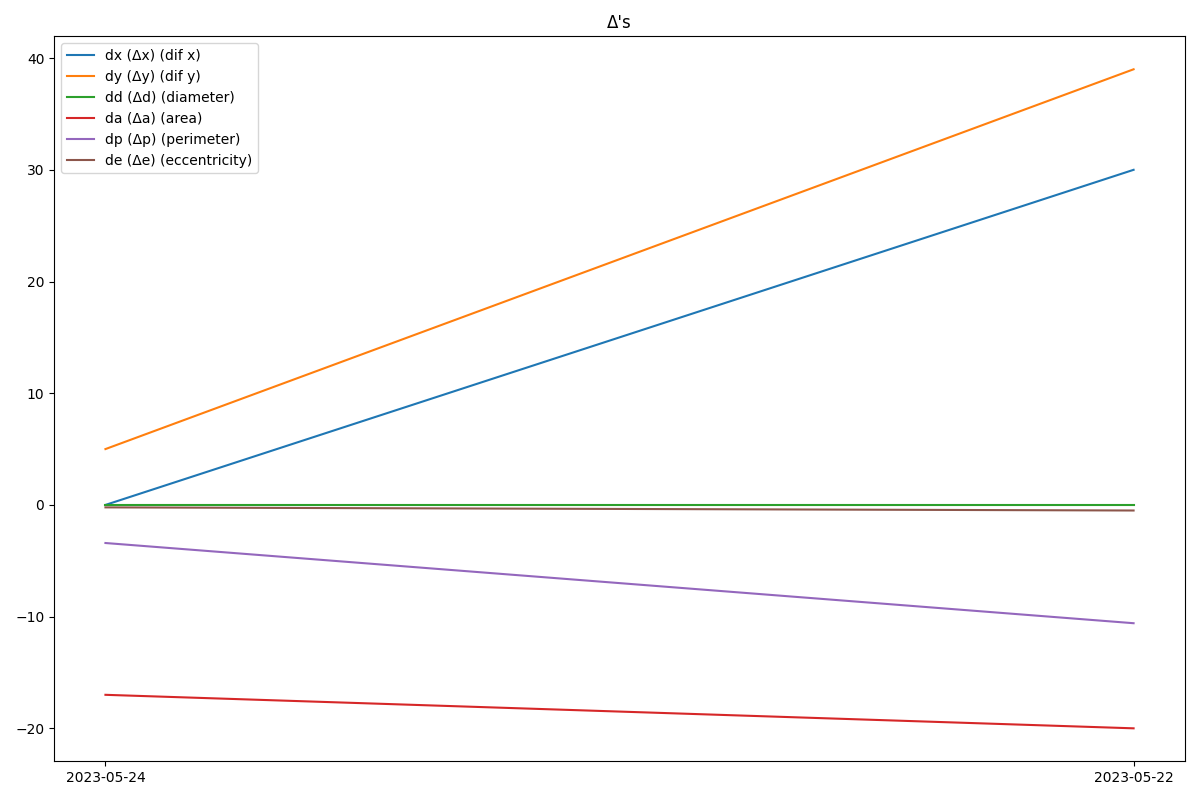 Δ's
dx (Δx) (dif x)
dy (Δy) (dif y)
dd (Δd) (diameter)
da (Δa) (area)
dp (Δp) (perimeter)
de (Δe) (eccentricity)
40
30
20
10
0
−10
−20
2023-05-24 2023-05-22